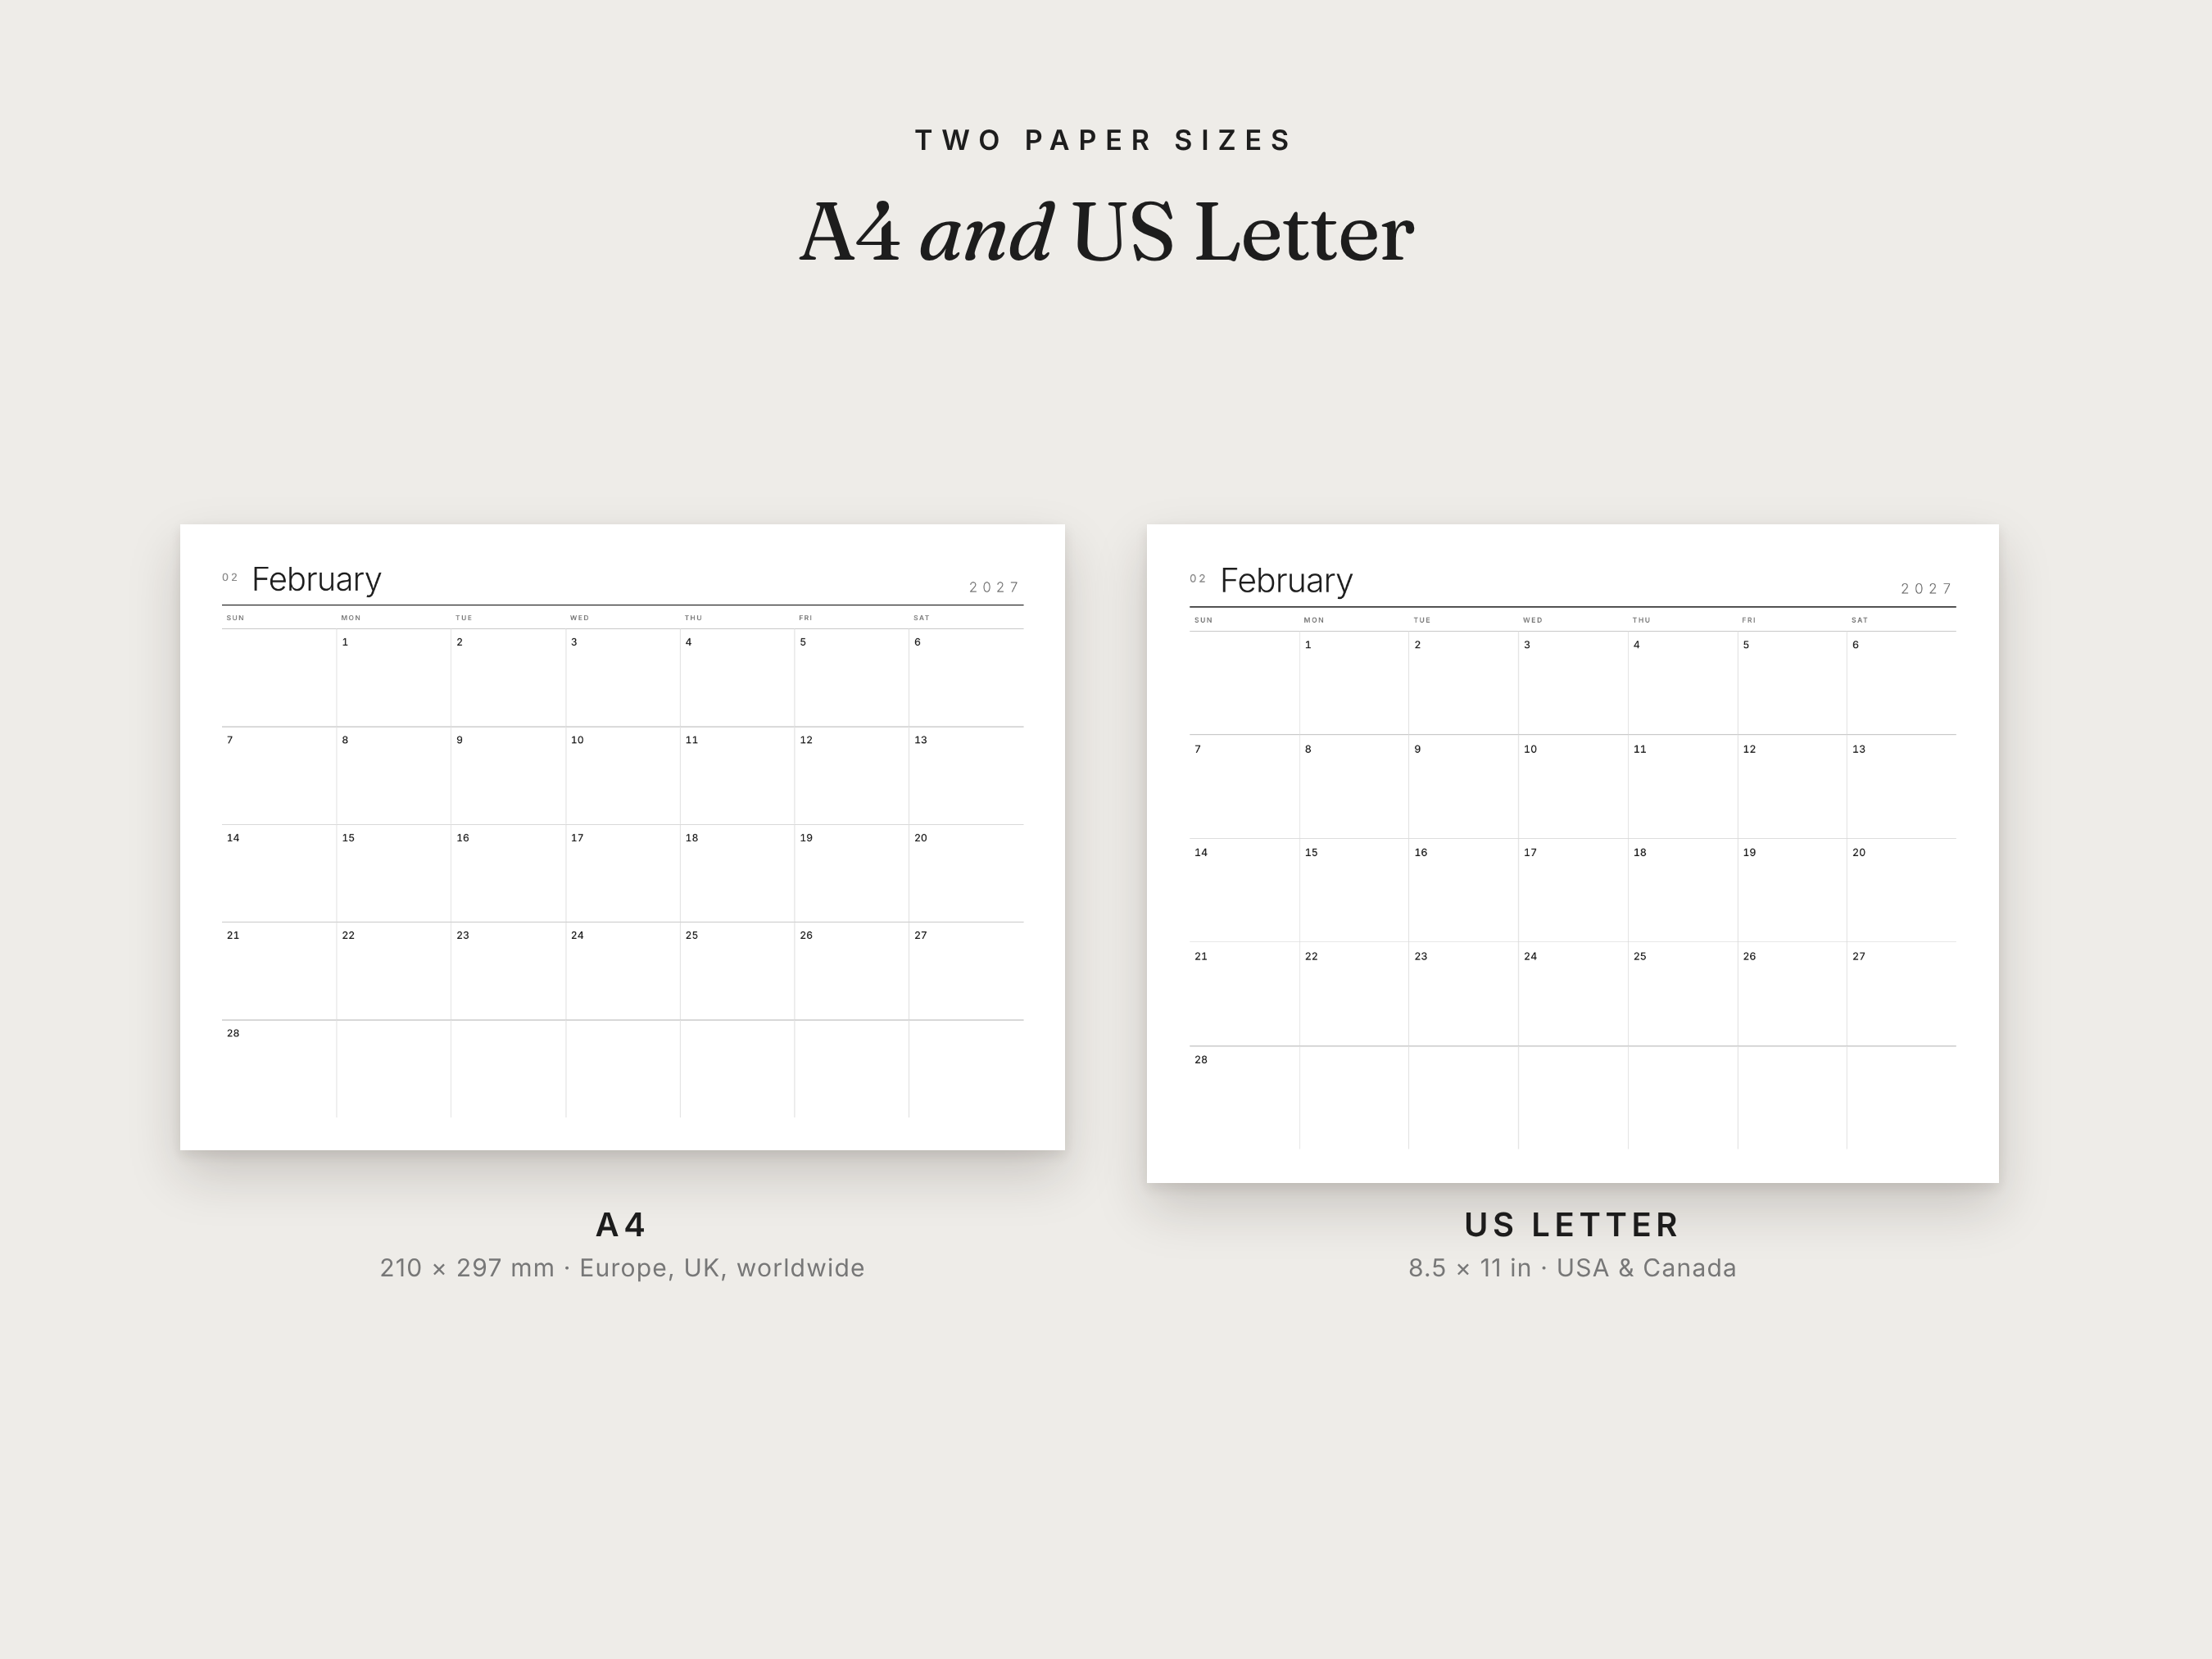 TWO PAPER SIZES
A4 and US Letter
02 February 2027
SUN MON TUE WED THU FRI SAT
1 2 3 4 5 6
7 8 9 10 11 12 13
14 15 16 17 18 19 20
21 22 23 24 25 26 27
28
A4
210 × 297 mm · Europe, UK, worldwide
02 February 2027
SUN MON TUE WED THU FRI SAT
1 2 3 4 5 6
7 8 9 10 11 12 13
14 15 16 17 18 19 20
21 22 23 24 25 26 27
28
US LETTER
8.5 × 11 in · USA & Canada